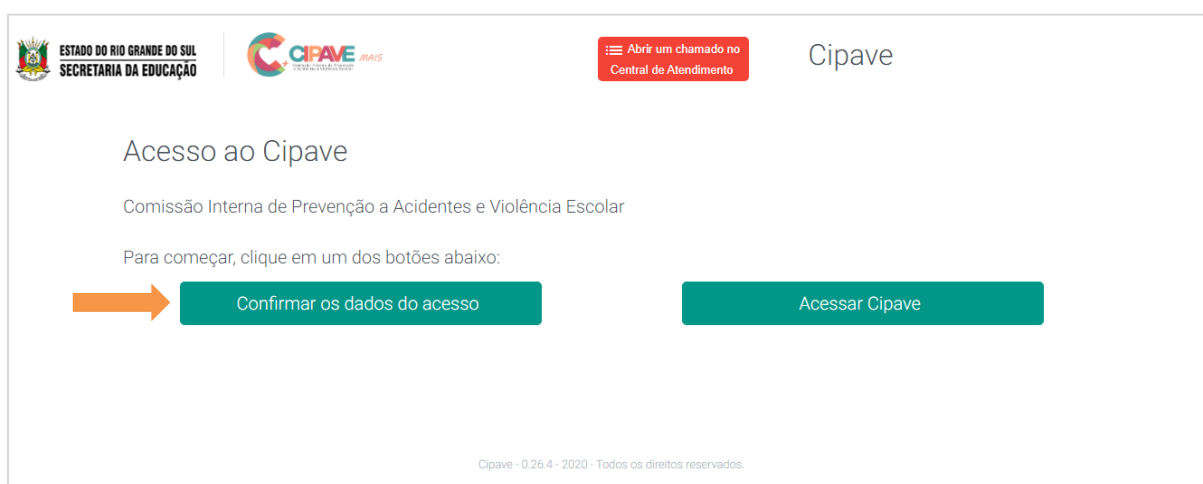 ESTADO DO RIO GRANDE DO SUL
SECRETARIA DA EDUCAÇÃO
CIPAVE MAIS
Abrir um chamado no
Central de Atendimento
Cipave
Acesso ao Cipave
Comissão Interna de Prevenção a Acidentes e Violência Escolar
Para começar, clique em um dos botões abaixo:
Confirmar os dados do acesso
Acessar Cipave
Cipave - 0.26.4 - 2020 - Todos os direitos reservados.